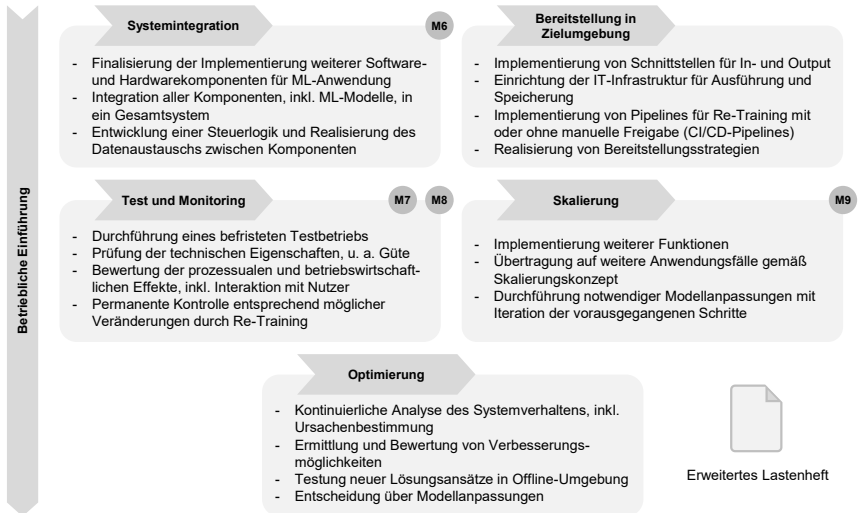 Betriebliche Einführung
Systemintegration
M6
- Finalisierung der Implementierung weiterer Software-
und Hardwarekomponenten für ML-Anwendung
- Integration aller Komponenten, inkl. ML-Modelle, in
ein Gesamtsystem
- Entwicklung einer Steuerlogik und Realisierung des
Datenaustauschs zwischen Komponenten
Bereitstellung in
Zielumgebung
- Implementierung von Schnittstellen für In- und Output
- Einrichtung der IT-Infrastruktur für Ausführung und
Speicherung
- Implementierung von Pipelines für Re-Training mit
oder ohne manuelle Freigabe (CI/CD-Pipelines)
- Realisierung von Bereitstellungsstrategien
Test und Monitoring
M7 M8
- Durchführung eines befristeten Testbetriebs
- Prüfung der technischen Eigenschaften, u. a. Güte
- Bewertung der prozessualen und betriebswirtschaft-
lichen Effekte, inkl. Interaktion mit Nutzer
- Permanente Kontrolle entsprechend möglicher
Veränderungen durch Re-Training
Skalierung
M9
- Implementierung weiterer Funktionen
- Übertragung auf weitere Anwendungsfälle gemäß
Skalierungskonzept
- Durchführung notwendiger Modellanpassungen mit
Iteration der vorausgegangenen Schritte
Optimierung
- Kontinuierliche Analyse des Systemverhaltens, inkl.
Ursachenbestimmung
- Ermittlung und Bewertung von Verbesserungs-
möglichkeiten
- Testung neuer Lösungsansätze in Offline-Umgebung
- Entscheidung über Modellanpassungen
Erweitertes Lastenheft